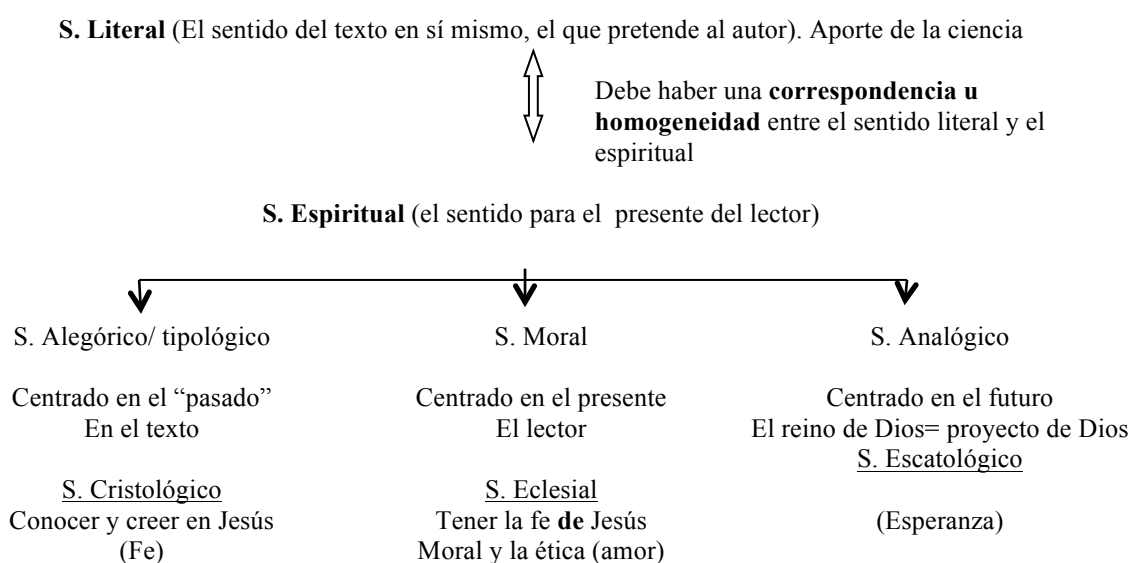 S. Literal (El sentido del texto en sí mismo, el que pretende al autor). Aporte de la ciencia
Debe haber una correspondencia u
homogeneidad entre el sentido literal y el
espiritual
S. Espiritual (el sentido para el presente del lector)
S. Alegórico/ tipológico
Centrado en el “pasado”
En el texto
S. Cristológico
Conocer y creer en Jesús
(Fe)
S. Moral
Centrado en el presente
El lector
S. Eclesial
Tener la fe de Jesús
Moral y la ética (amor)
S. Analógico
Centrado en el futuro
El reino de Dios= proyecto de Dios
S. Escatológico
(Esperanza)